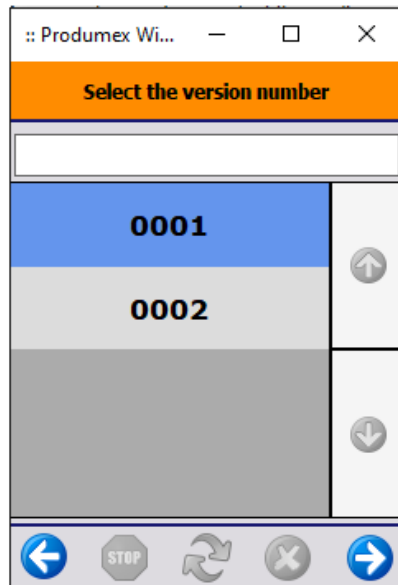 :: Produmex Wi...
Select the version number
0001
0002
STOP